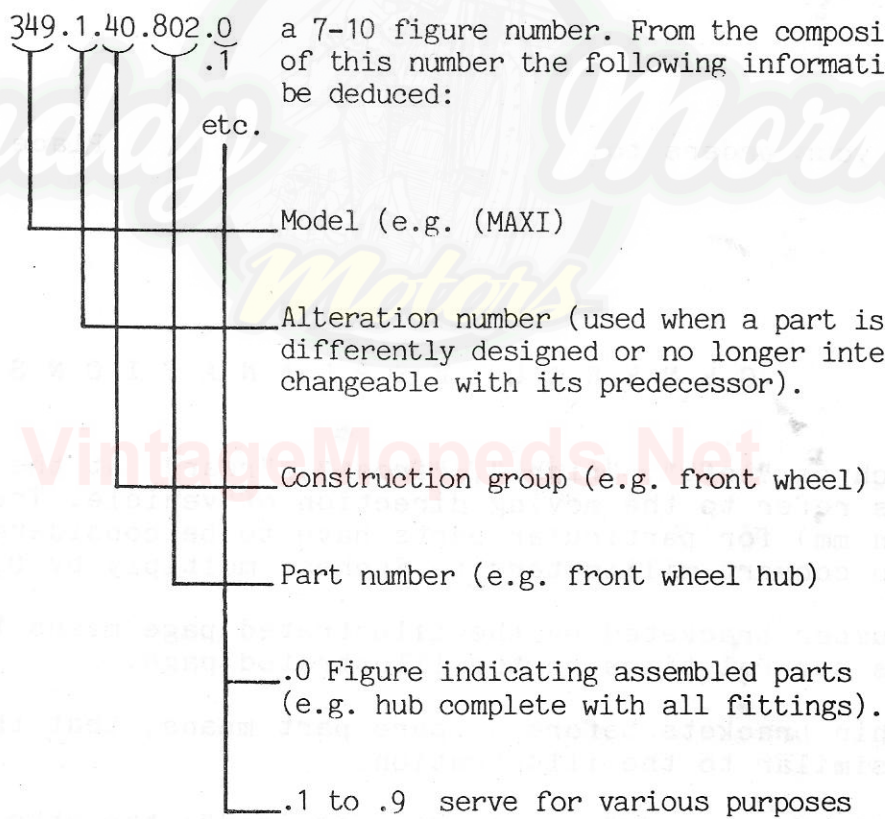 349.1.40.802.0 a 7-10 figure number. From the composi
.1 of this number the following informati
be deduced:
etc.
Model (e.g. (MAXI)
Alteration number (used when a part is
differently designed or no longer inte
changeable with its predecessor).
VintageMopeds.Net
Construction group (e.g. front wheel)
Part number (e.g. front wheel hub)
.0 Figure indicating assembled parts
(e.g. hub complete with all fittings).
.1 to .9 serve for various purposes
Motors